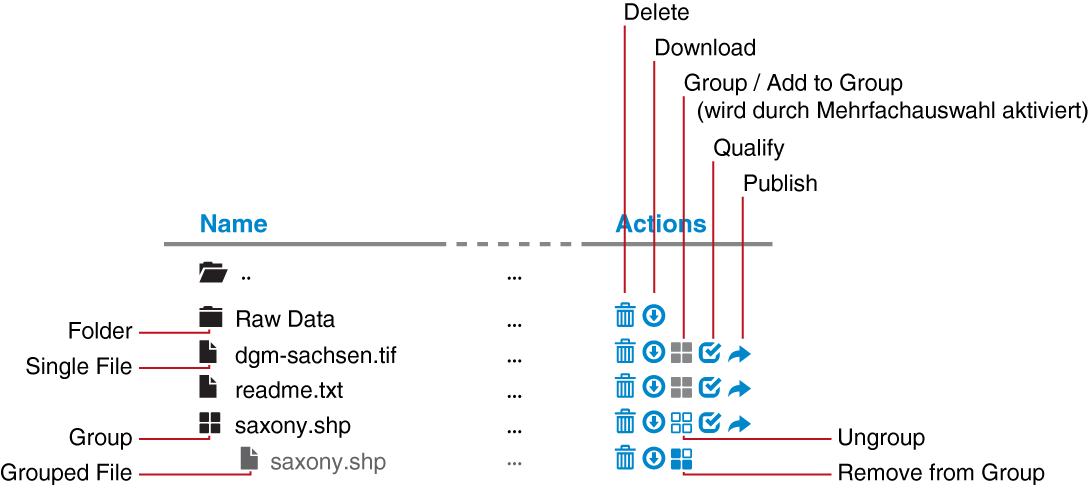 Delete
Download
Group / Add to Group
(wird durch Mehrfachauswahl aktiviert)
Qualify
Publish
Name
Actions
.. ...
Raw Data ...
Folder
dgm-sachsen.tif ...
Single File
readme.txt ...
saxony.shp ...
Group
Ungroup
saxony.shp ...
Grouped File
Remove from Group